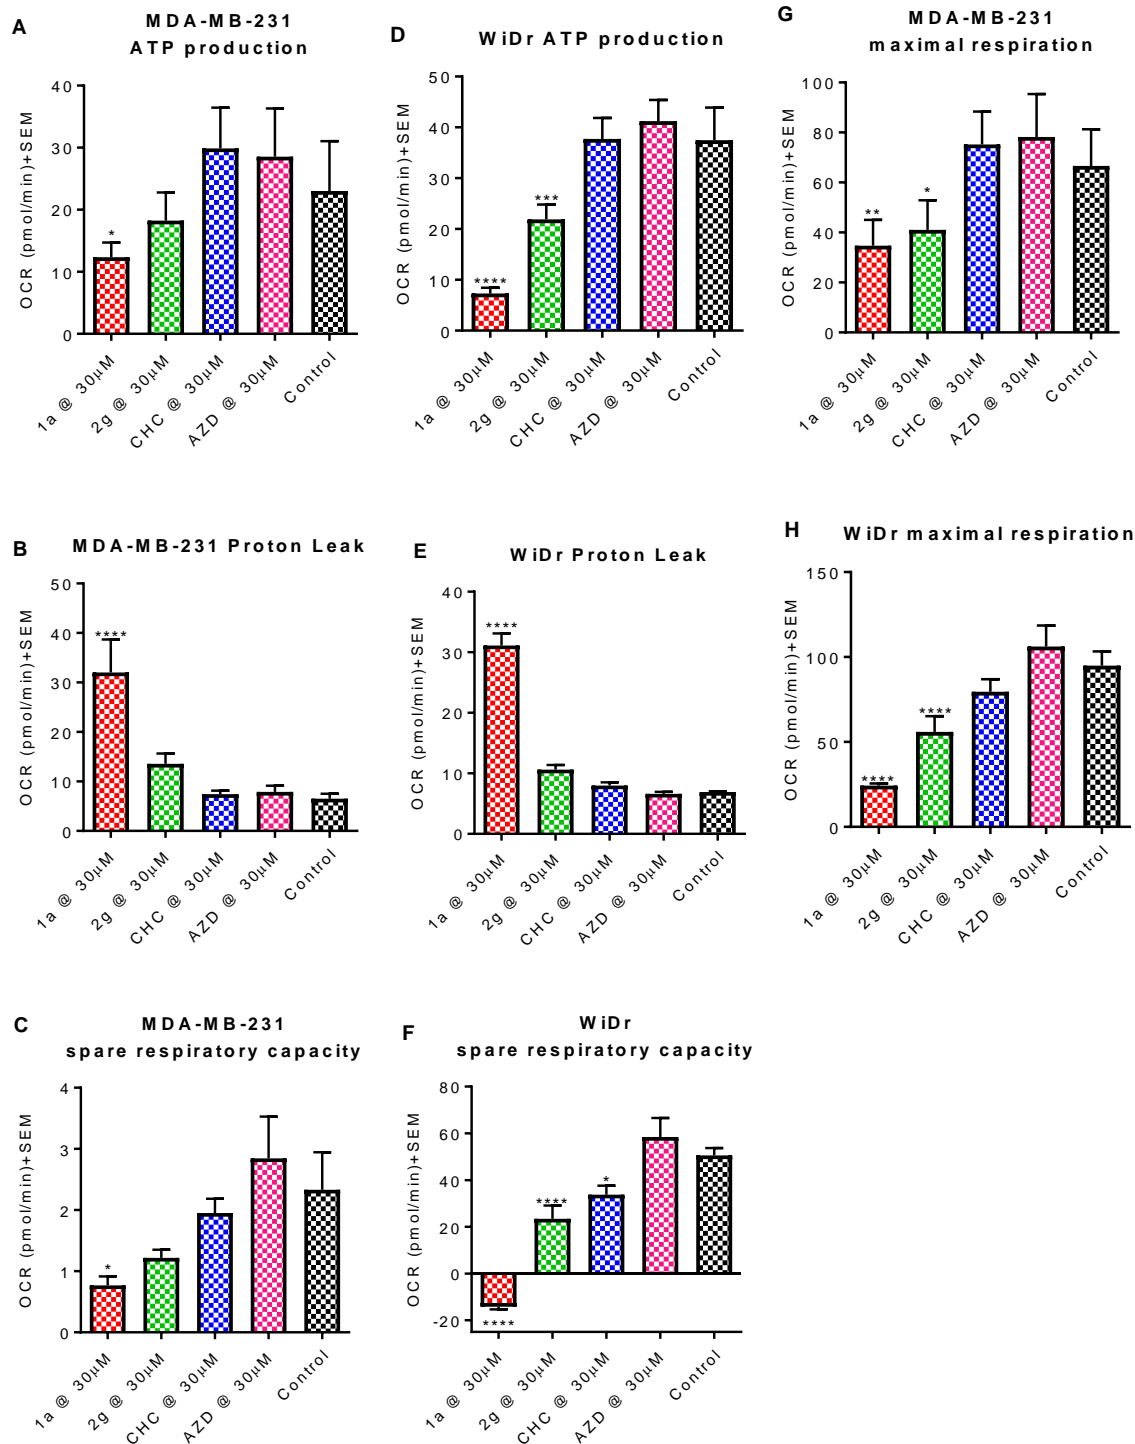 A
MDA-MB-231
ATP production
OCR (pmol/min)+SEM
40
30
20
10
0
*
1a @ 30µM
2g @ 30µM
CHC @ 30µM
AZD @ 30µM
Control
D
WiDr ATP production
OCR (pmol/min)+SEM
50
40
30
20
10
0
****
***
1a @ 30µM
2g @ 30µM
CHC @ 30µM
AZD @ 30µM
Control
G
MDA-MB-231
maximal respiration
OCR (pmol/min)+SEM
100
80
60
40
20
0
**
*
1a @ 30µM
2g @ 30µM
CHC @ 30µM
AZD @ 30µM
Control
B
MDA-MB-231 Proton Leak
OCR (pmol/min)+SEM
50
40
30
20
10
0
****
1a @ 30µM
2g @ 30µM
CHC @ 30µM
AZD @ 30µM
Control
E
WiDr Proton Leak
OCR (pmol/min)+SEM
40
30
20
10
0
****
1a @ 30µM
2g @ 30µM
CHC @ 30µM
AZD @ 30µM
Control
H
WiDr maximal respiration
OCR (pmol/min)+SEM
150
100
50
0
****
****
1a @ 30µM
2g @ 30µM
CHC @ 30µM
AZD @ 30µM
Control
C
MDA-MB-231
spare respiratory capacity
OCR (pmol/min)+SEM
4
3
2
1
0
*
1a @ 30µM
2g @ 30µM
CHC @ 30µM
AZD @ 30µM
Control
F
WiDr
spare respiratory capacity
OCR (pmol/min)+SEM
80
60
40
20
0
-20
****
****
*
1a @ 30µM
2g @ 30µM
CHC @ 30µM
AZD @ 30µM
Control